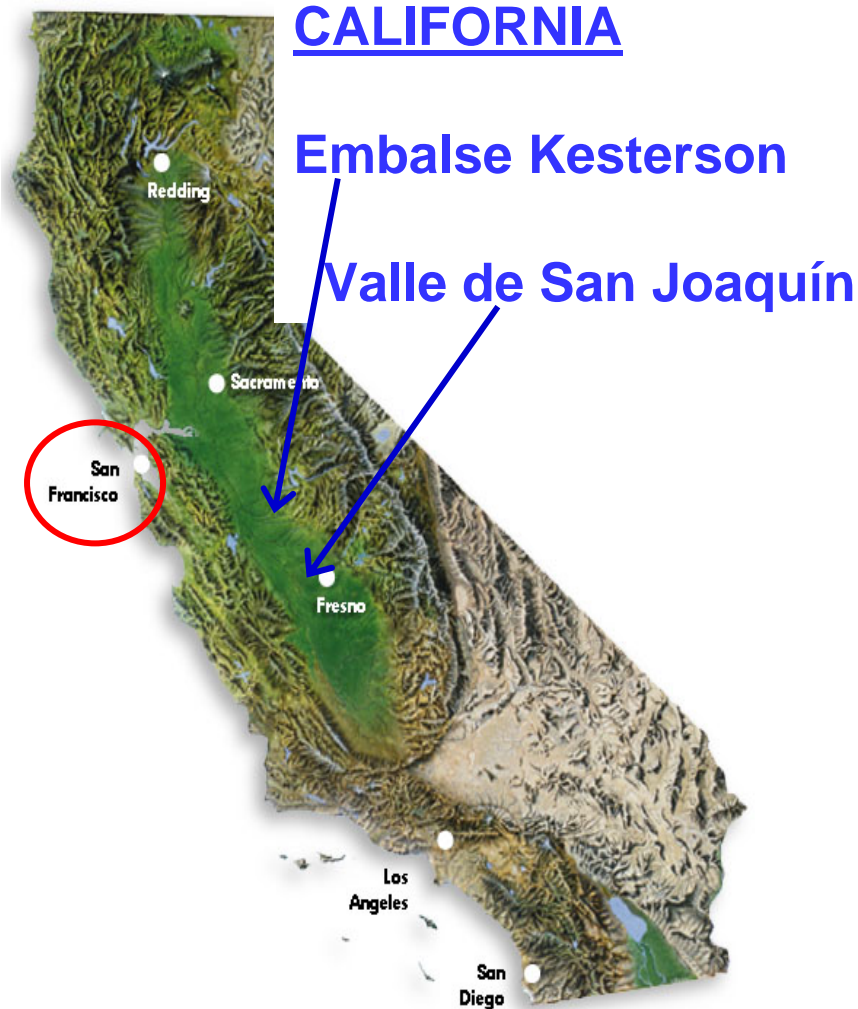 CALIFORNIA
Embalse Kesterson
Redding
Valle de San Joaquín
Sacramento
San
Francisco
Fresno
Los
Angeles
San
Diego